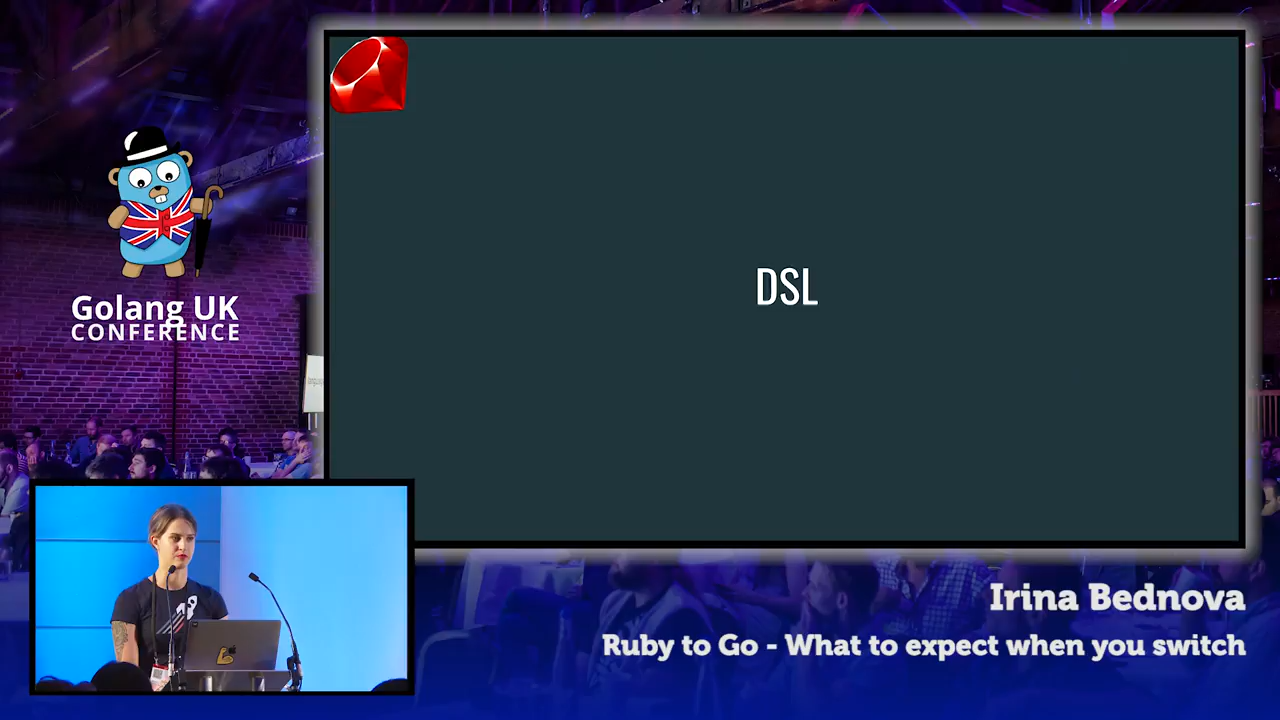 Golang UK
CONFERENCE
DSL
Irina Bednova
Ruby to Go - What to expect when you switch